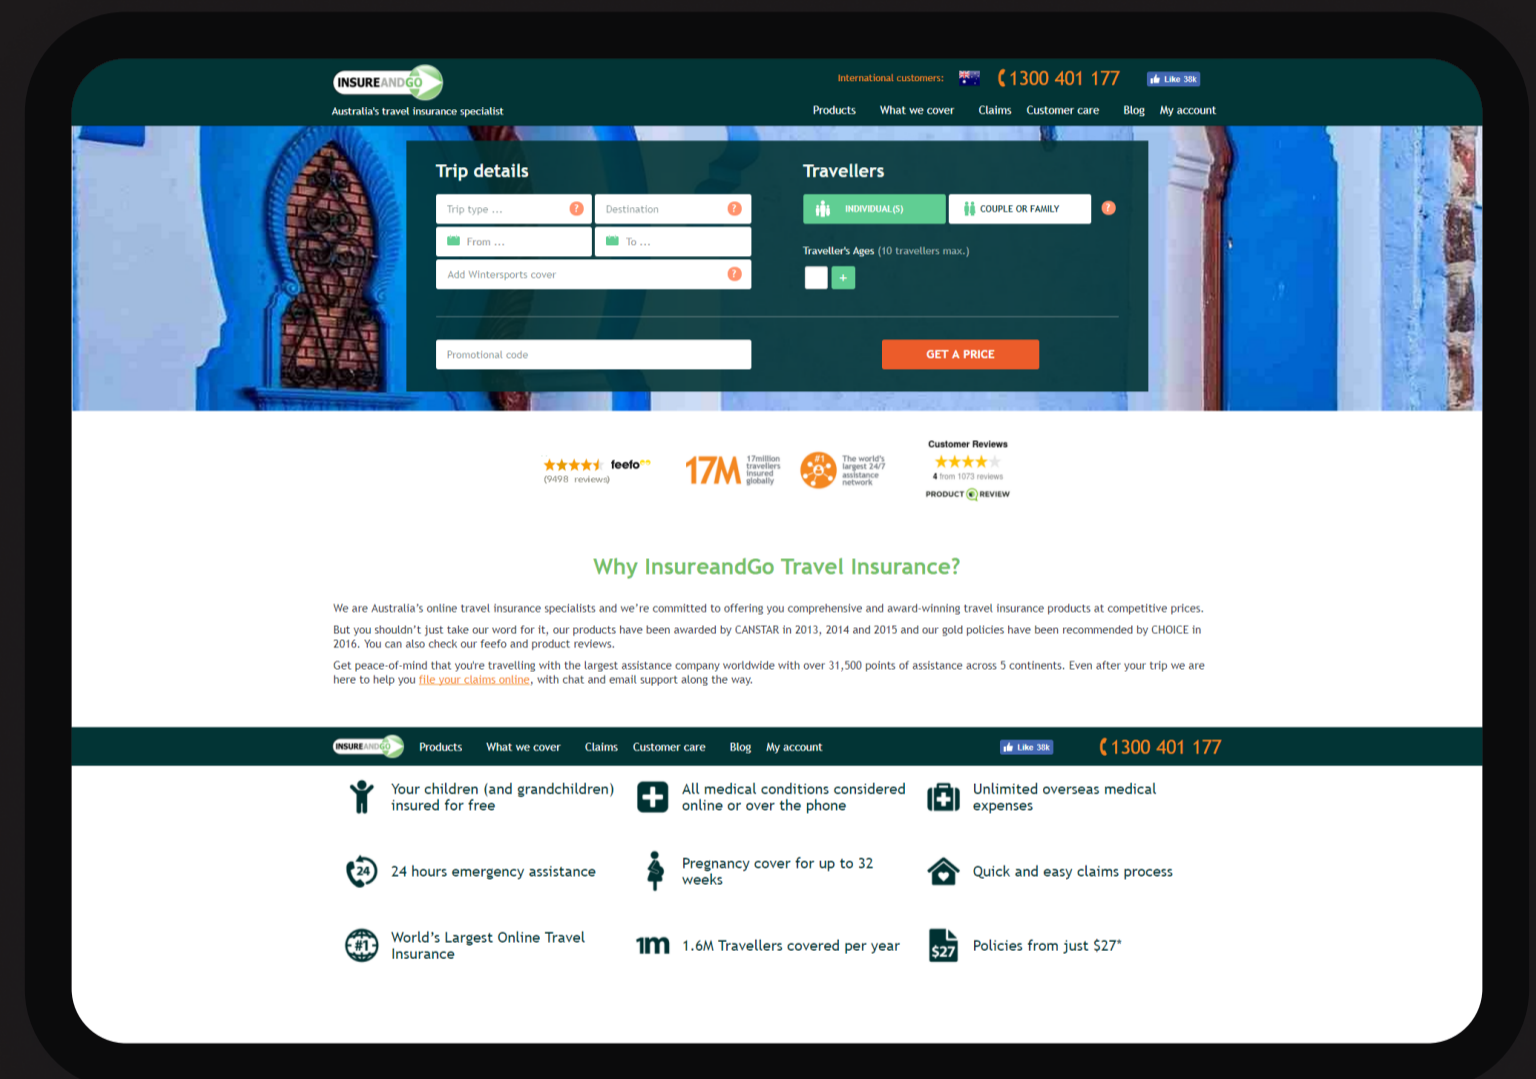 INSUREANDGO
Australia's travel insurance specialist
International customers:
1300 401 177
Like 38k
Products What we cover Claims Customer care Blog My account
Trip details
Trip type ... ?
Destination ?
From ...
To ...
Add Wintersports cover ?
Promotional code
Travellers
INDIVIDUAL(S)
COUPLE OR FAMILY
?
Traveller's Ages (10 travellers max.)
+
GET A PRICE
feefo
(9498 reviews)
17M
17million
travellers
insured
globally
#1
The world's
largest 24/7
assistance
network
Customer Reviews
4 from 1073 reviews
PRODUCT REVIEW
Why InsureandGo Travel Insurance?
We are Australia's online travel insurance specialists and we're committed to offering you comprehensive and award-winning travel insurance products at competitive prices.
But you shouldn't just take our word for it, our products have been awarded by CANSTAR in 2013, 2014 and 2015 and our gold policies have been recommended by CHOICE in
2016. You can also check our feefo and product reviews.
Get peace-of-mind that you're travelling with the largest assistance company worldwide with over 31,500 points of assistance across 5 continents. Even after your trip we are
here to help you file your claims online, with chat and email support along the way.
INSUREANDGO
Products What we cover Claims Customer care Blog My account
Like 38k
1300 401 177
Your children (and grandchildren)
insured for free
All medical conditions considered
online or over the phone
Unlimited overseas medical
expenses
24
24 hours emergency assistance
Pregnancy cover for up to 32
weeks
Quick and easy claims process
#1
World's Largest Online Travel
Insurance
1m
1.6M Travellers covered per year
$27
Policies from just $27*